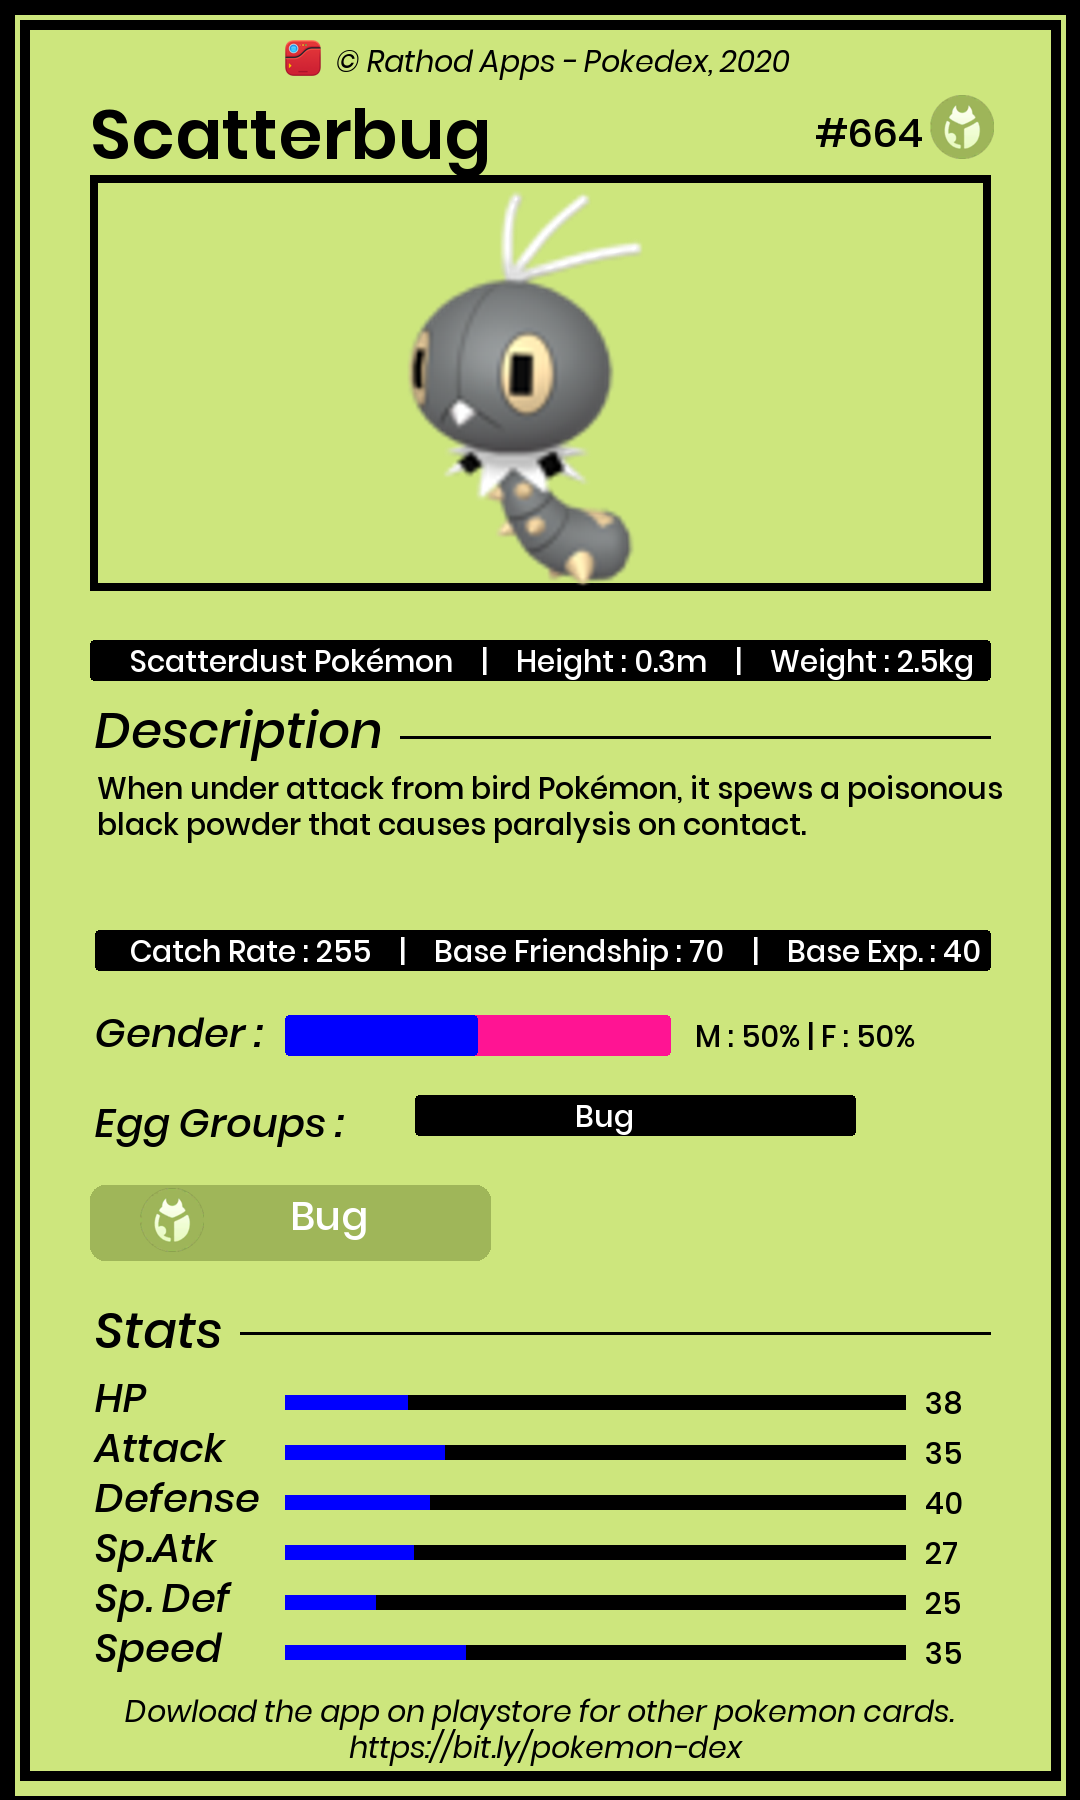 © Rathod Apps - Pokedex, 2020
Scatterbug #664
Scatterdust Pokémon | Height : 0.3m | Weight : 2.5kg
Description
When under attack from bird Pokémon, it spews a poisonous
black powder that causes paralysis on contact.
Catch Rate : 255 | Base Friendship : 70 | Base Exp. : 40
Gender : M : 50% | F : 50%
Egg Groups : Bug
Bug
Stats
HP 38
Attack 35
Defense 40
Sp.Atk 27
Sp. Def 25
Speed 35
Dowload the app on playstore for other pokemon cards.
https://bit.ly/pokemon-dex